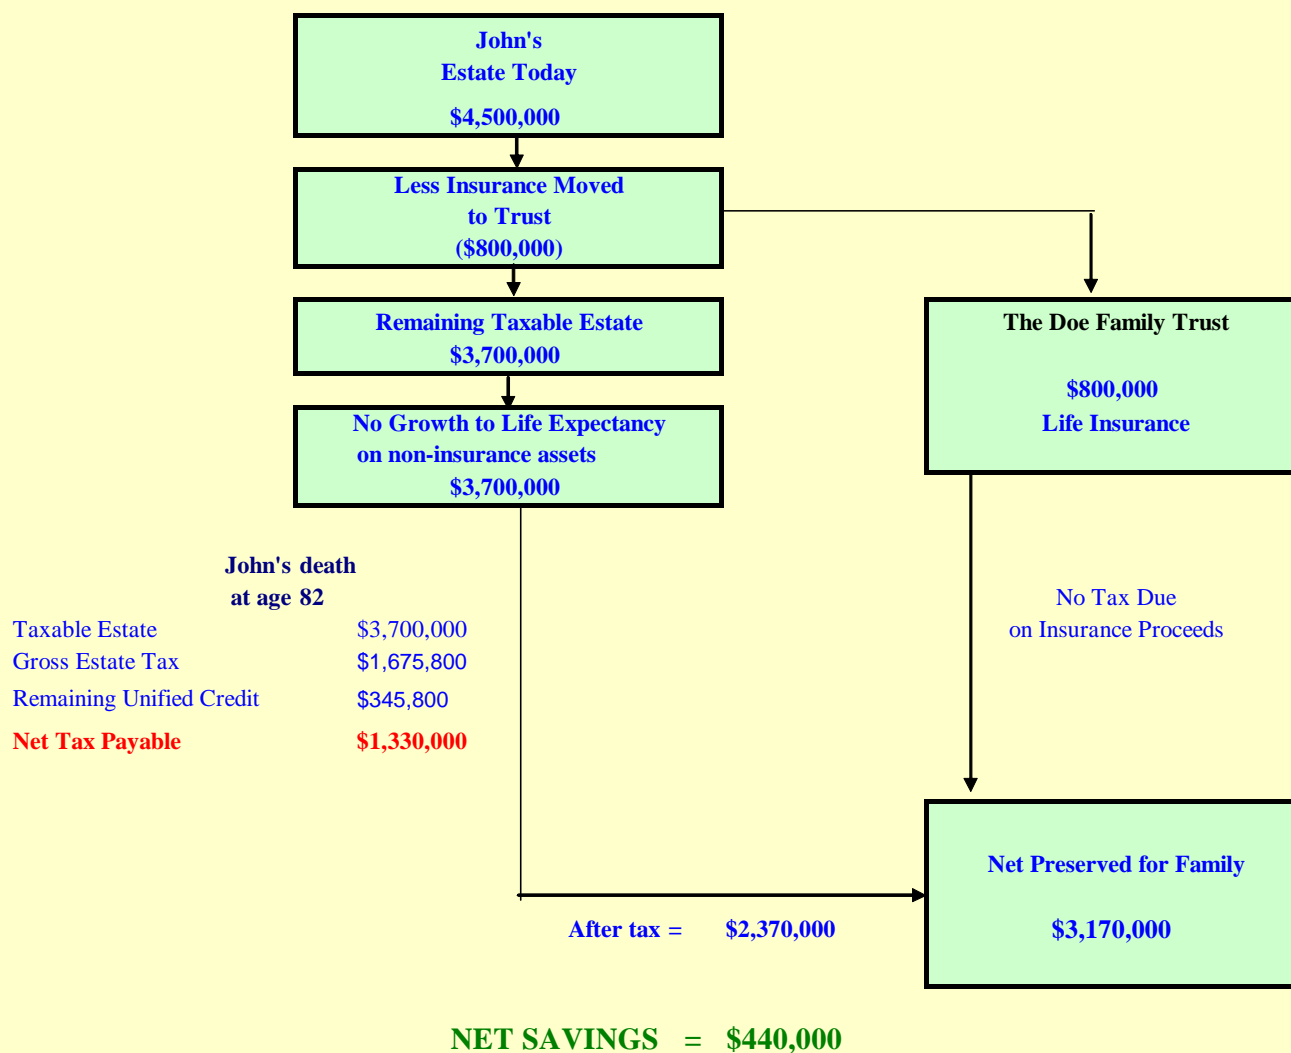 John's
Estate Today
$4,500,000
Less Insurance Moved
to Trust
($800,000)
Remaining Taxable Estate
$3,700,000
The Doe Family Trust
$800,000
Life Insurance
No Growth to Life Expectancy
on non-insurance assets
$3,700,000
John's death
at age 82
Taxable Estate $3,700,000
Gross Estate Tax $1,675,800
Remaining Unified Credit $345,800
Net Tax Payable $1,330,000
No Tax Due
on Insurance Proceeds
Net Preserved for Family
$3,170,000
After tax = $2,370,000
NET SAVINGS = $440,000